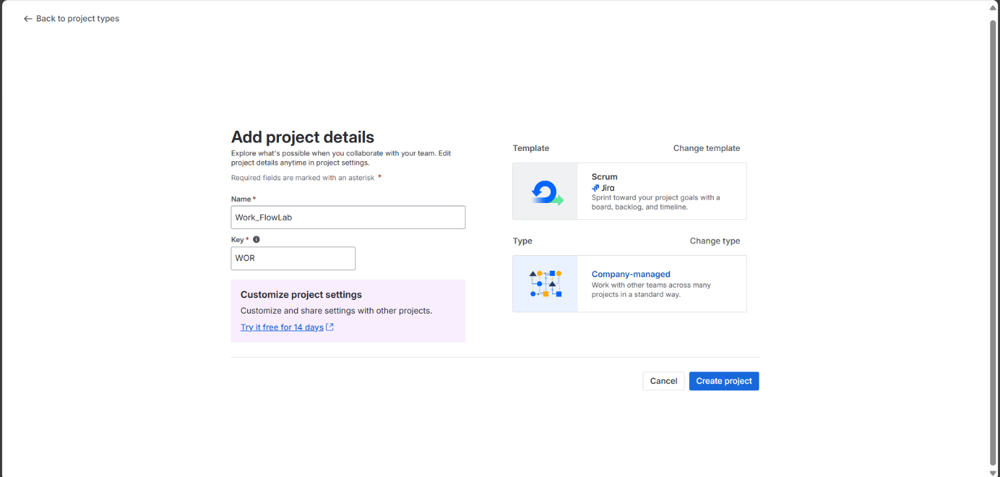 Back to project types
Add project details
Explore what's possible when you collaborate with your team. Edit
project details anytime in project settings.
Required fields are marked with an asterisk *
Name *
Work_FlowLab
Key *
WOR
Customize project settings
Customize and share settings with other projects.
Try it free for 14 days
Template
Change template
Scrum
Jira
Sprint toward your project goals with a
board, backlog, and timeline.
Type
Change type
Company-managed
Work with other teams across many
projects in a standard way.
Cancel
Create project